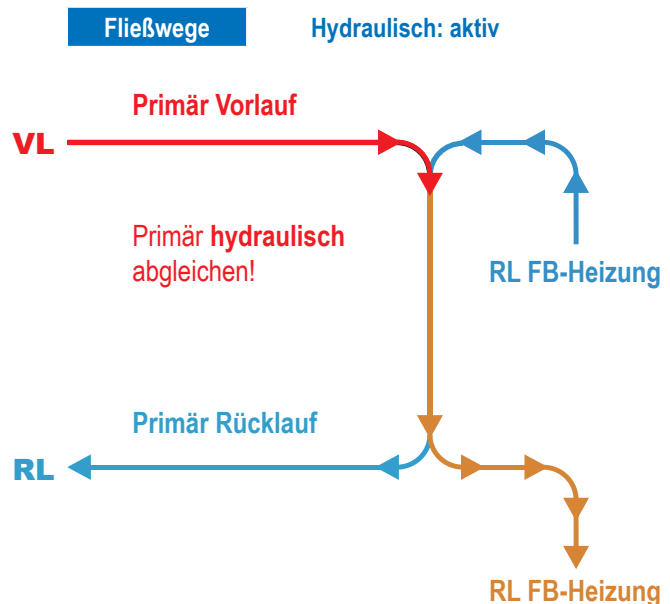 Fließwege
Hydraulisch: aktiv
Primär Vorlauf
VL
Primär hydraulisch
abgleichen!
RL FB-Heizung
Primär Rücklauf
RL
RL FB-Heizung